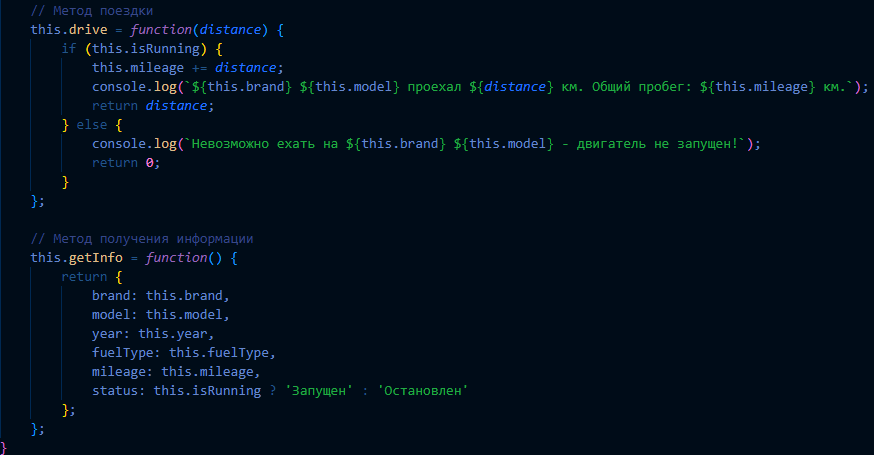 // Метод поездки
this.drive = function(distance) {
if (this.isRunning) {
this.mileage += distance;
console.log(`${this.brand} ${this.model} проехал ${distance} км. Общий пробег: ${this.mileage} км.`);
return distance;
} else {
console.log(`Невозможно ехать на ${this.brand} ${this.model} - двигатель не запущен!`);
return 0;
}
};
// Метод получения информации
this.getInfo = function() {
return {
brand: this.brand,
model: this.model,
year: this.year,
fuelType: this.fuelType,
mileage: this.mileage,
status: this.isRunning ? 'Запущен' : 'Остановлен'
};
};
}